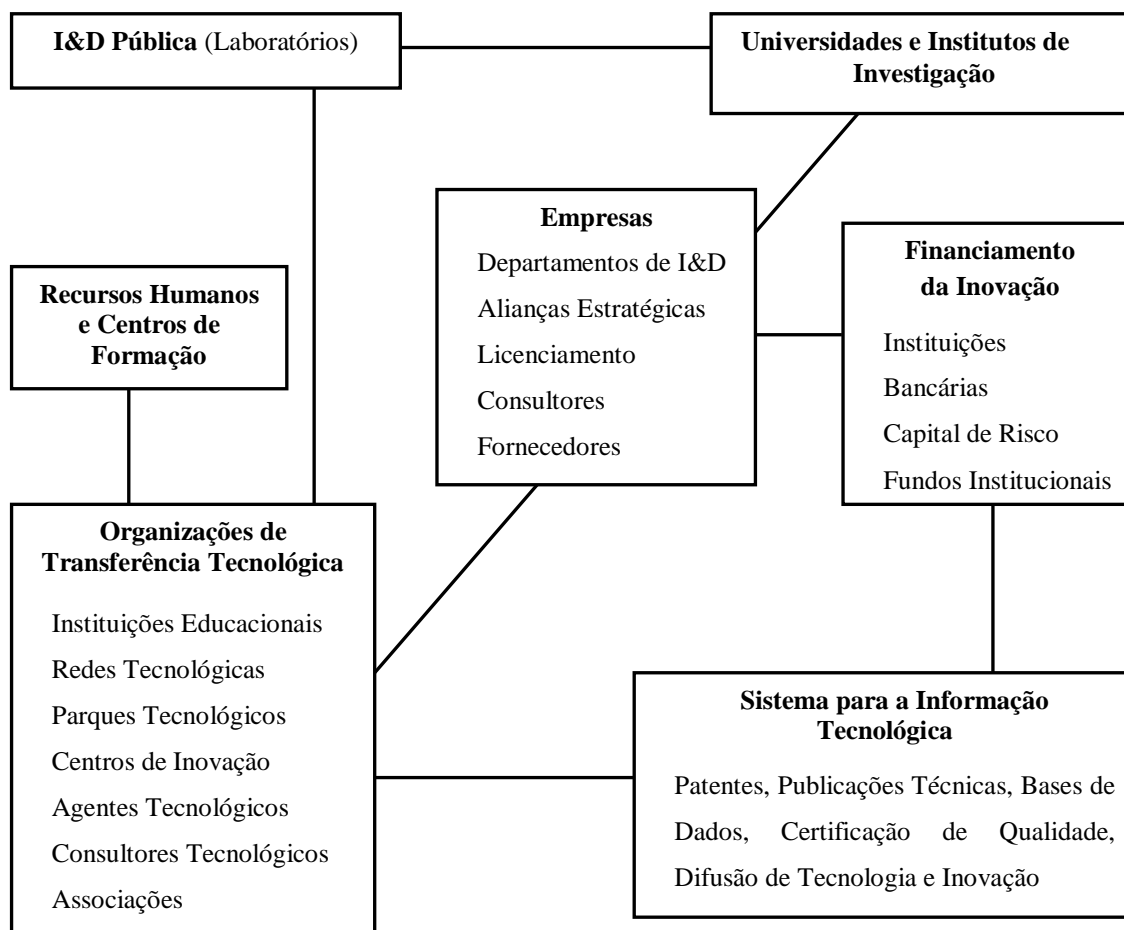 I&D Pública (Laboratórios)
Universidades e Institutos de
Investigação
Empresas
Departamentos de I&D
Alianças Estratégicas
Licenciamento
Consultores
Fornecedores
Financiamento
da Inovação
Instituições
Bancárias
Capital de Risco
Fundos Institucionais
Recursos Humanos
e Centros de
Formação
Organizações de
Transferência Tecnológica
Instituições Educacionais
Redes Tecnológicas
Parques Tecnológicos
Centros de Inovação
Agentes Tecnológicos
Consultores Tecnológicos
Associações
Sistema para a Informação
Tecnológica
Patentes, Publicações Técnicas, Bases de
Dados, Certificação de Qualidade,
Difusão de Tecnologia e Inovação